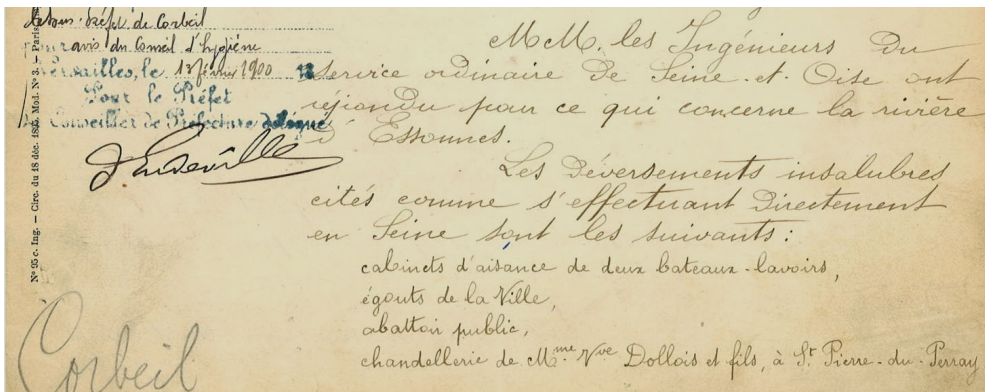 Sous-Préfet de Corbeil
pour avis du Conseil d'hygiène
Versailles, le 13 février 1900
Pour le Préfet
Le Conseiller de Préfecture délégué
N° 95 c. Ing. — Circ. du 18 déc. Mod. N° 3. — Paris
MM. les Ingénieurs du
service ordinaire de Seine-et-Oise ont
répondu pour ce qui concerne la rivière
d'Essonnes.
Les déversements insalubres
cités comme s'effectuant directement
en Seine sont les suivants :
cabinets d'aisance de deux bateaux-lavoirs,
égouts de la Ville,
abattoir public,
chandellerie de Mme Vve Dollois et fils, à St Pierre-du-Perray
Corbeil